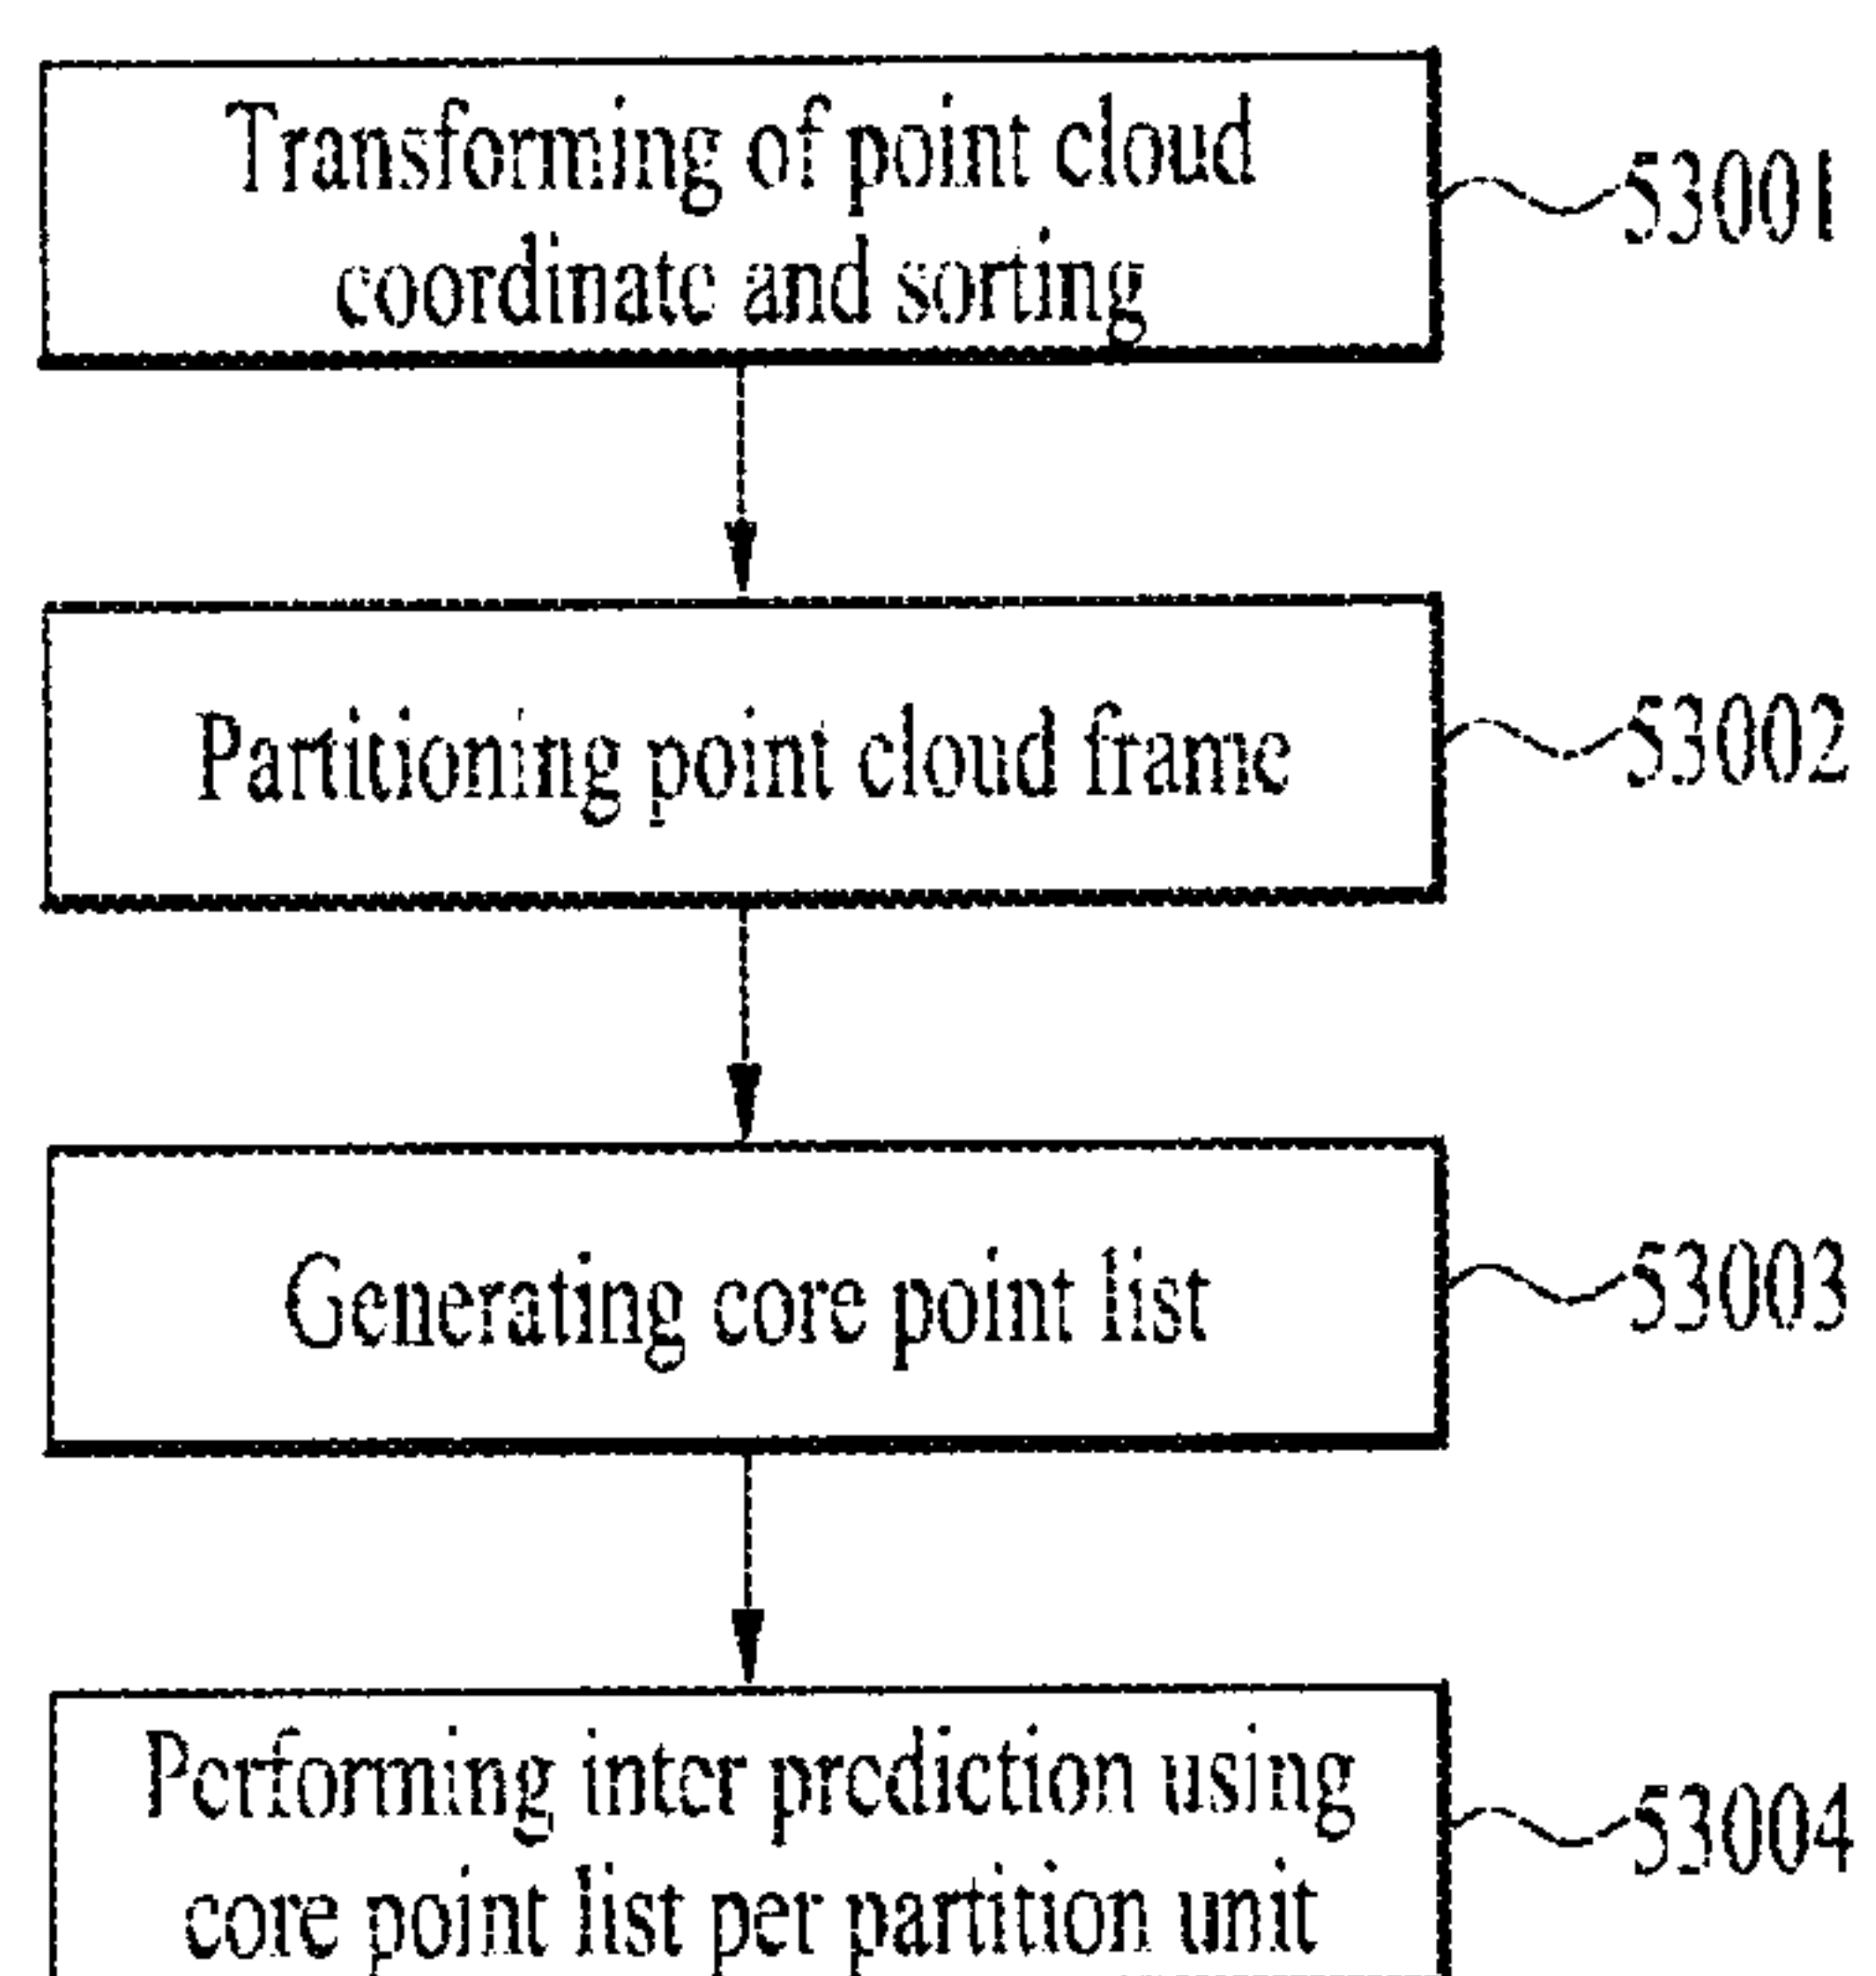 Transforming of point cloud
coordinate and sorting
53001
Partitioning point cloud frame
53002
Generating core point list
53003
Performing inter prediction using
core point list per partition unit
53004